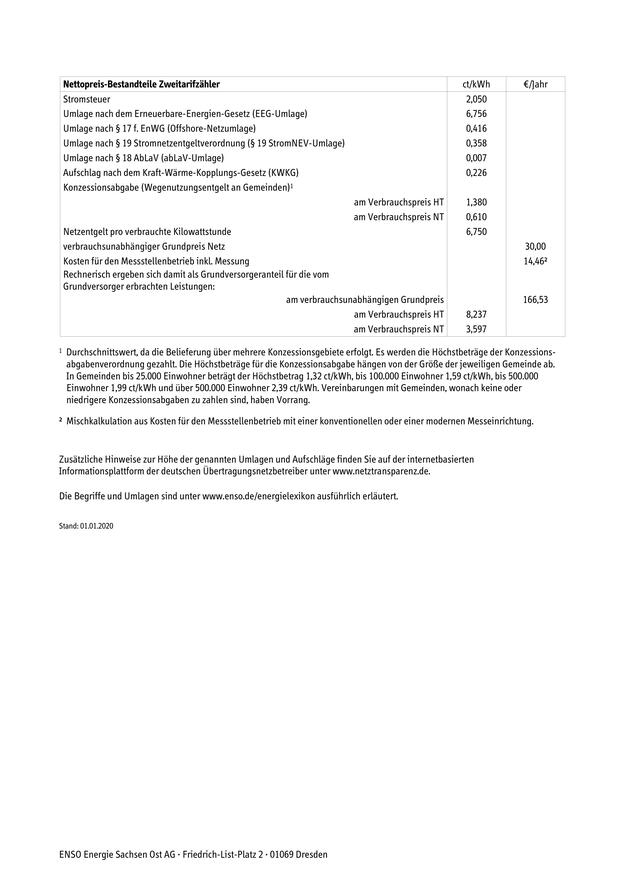 Nettopreis-Bestandteile Zweitarifzähler ct/kWh €/Jahr
Stromsteuer 2,050
Umlage nach dem Erneuerbare-Energien-Gesetz (EEG-Umlage) 6,756
Umlage nach § 17 f. EnWG (Offshore-Netzumlage) 0,416
Umlage nach § 19 Stromnetzentgeltverordnung (§ 19 StromNEV-Umlage) 0,358
Umlage nach § 18 AbLaV (abLaV-Umlage) 0,007
Aufschlag nach dem Kraft-Wärme-Kopplungs-Gesetz (KWKG) 0,226
Konzessionsabgabe (Wegenutzungsentgelt an Gemeinden)¹
am Verbrauchspreis HT 1,380
am Verbrauchspreis NT 0,610
Netzentgelt pro verbrauchte Kilowattstunde 6,750
verbrauchsunabhängiger Grundpreis Netz 30,00
Kosten für den Messstellenbetrieb inkl. Messung 14,46²
Rechnerisch ergeben sich damit als Grundversorgeranteil für die vom
Grundversorger erbrachten Leistungen:
am verbrauchsunabhängigen Grundpreis 166,53
am Verbrauchspreis HT 8,237
am Verbrauchspreis NT 3,597
¹ Durchschnittswert, da die Belieferung über mehrere Konzessionsgebiete erfolgt. Es werden die Höchstbeträge der Konzessions-
abgabenverordnung gezahlt. Die Höchstbeträge für die Konzessionsabgabe hängen von der Größe der jeweiligen Gemeinde ab.
In Gemeinden bis 25.000 Einwohner beträgt der Höchstbetrag 1,32 ct/kWh, bis 100.000 Einwohner 1,59 ct/kWh, bis 500.000
Einwohner 1,99 ct/kWh und über 500.000 Einwohner 2,39 ct/kWh. Vereinbarungen mit Gemeinden, wonach keine oder
niedrigere Konzessionsabgaben zu zahlen sind, haben Vorrang.
² Mischkalkulation aus Kosten für den Messstellenbetrieb mit einer konventionellen oder einer modernen Messeinrichtung.
Zusätzliche Hinweise zur Höhe der genannten Umlagen und Aufschläge finden Sie auf der internetbasierten
Informationsplattform der deutschen Übertragungsnetzbetreiber unter www.netztransparenz.de.
Die Begriffe und Umlagen sind unter www.enso.de/energielexikon ausführlich erläutert.
Stand: 01.01.2020
ENSO Energie Sachsen Ost AG · Friedrich-List-Platz 2 · 01069 Dresden